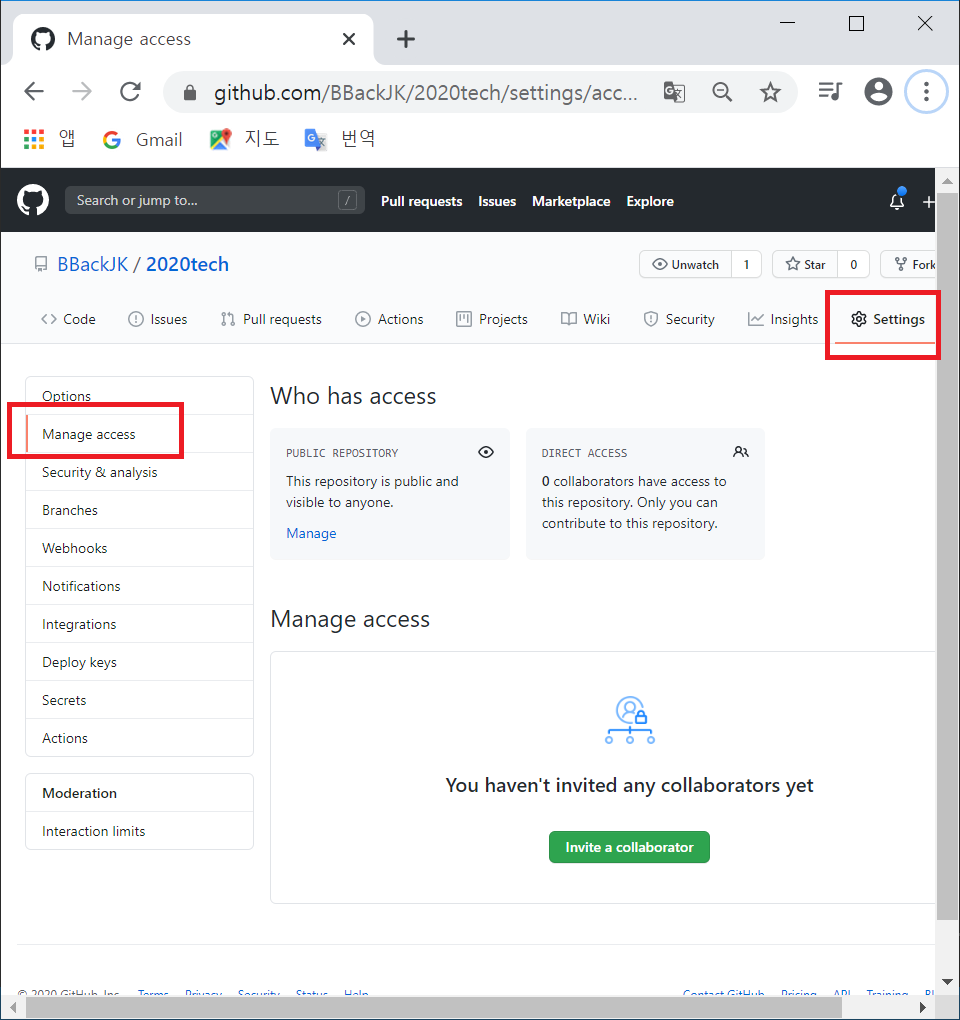 Manage access
github.com/BBackJK/2020tech/settings/acc...
앱 Gmail 지도 번역
Search or jump to... / Pull requests Issues Marketplace Explore
BBackJK / 2020tech Unwatch 1 Star 0 Fork
Code Issues Pull requests Actions Projects Wiki Security Insights Settings
Options
Manage access
Security & analysis
Branches
Webhooks
Notifications
Integrations
Deploy keys
Secrets
Actions
Moderation
Interaction limits
Who has access
PUBLIC REPOSITORY
This repository is public and
visible to anyone.
Manage
DIRECT ACCESS
0 collaborators have access to
this repository. Only you can
contribute to this repository.
Manage access
You haven't invited any collaborators yet
Invite a collaborator
© 2020 GitHub, Inc. Terms Privacy Security Status Help Contact GitHub Pricing API Training